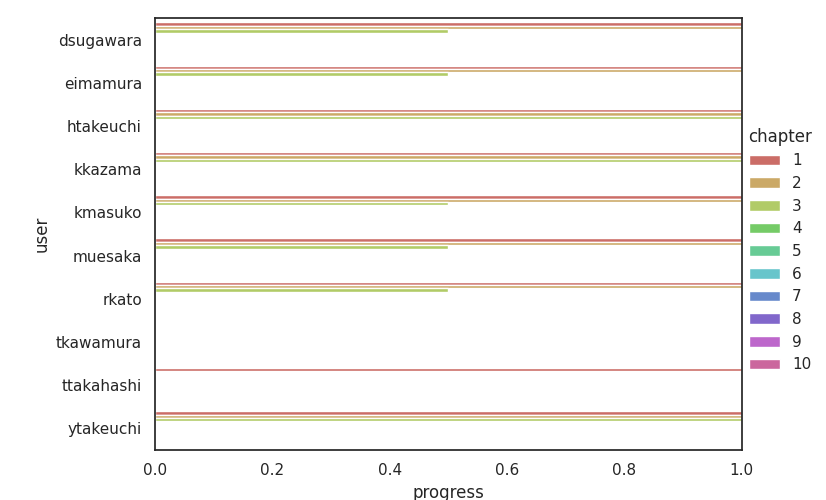 dsugawara
eimamura
htakeuchi
kkazama
kmasuko
muesaka
rkato
tkawamura
ttakahashi
ytakeuchi
user
0.0 0.2 0.4 0.6 0.8 1.0
progress
chapter
1
2
3
4
5
6
7
8
9
10